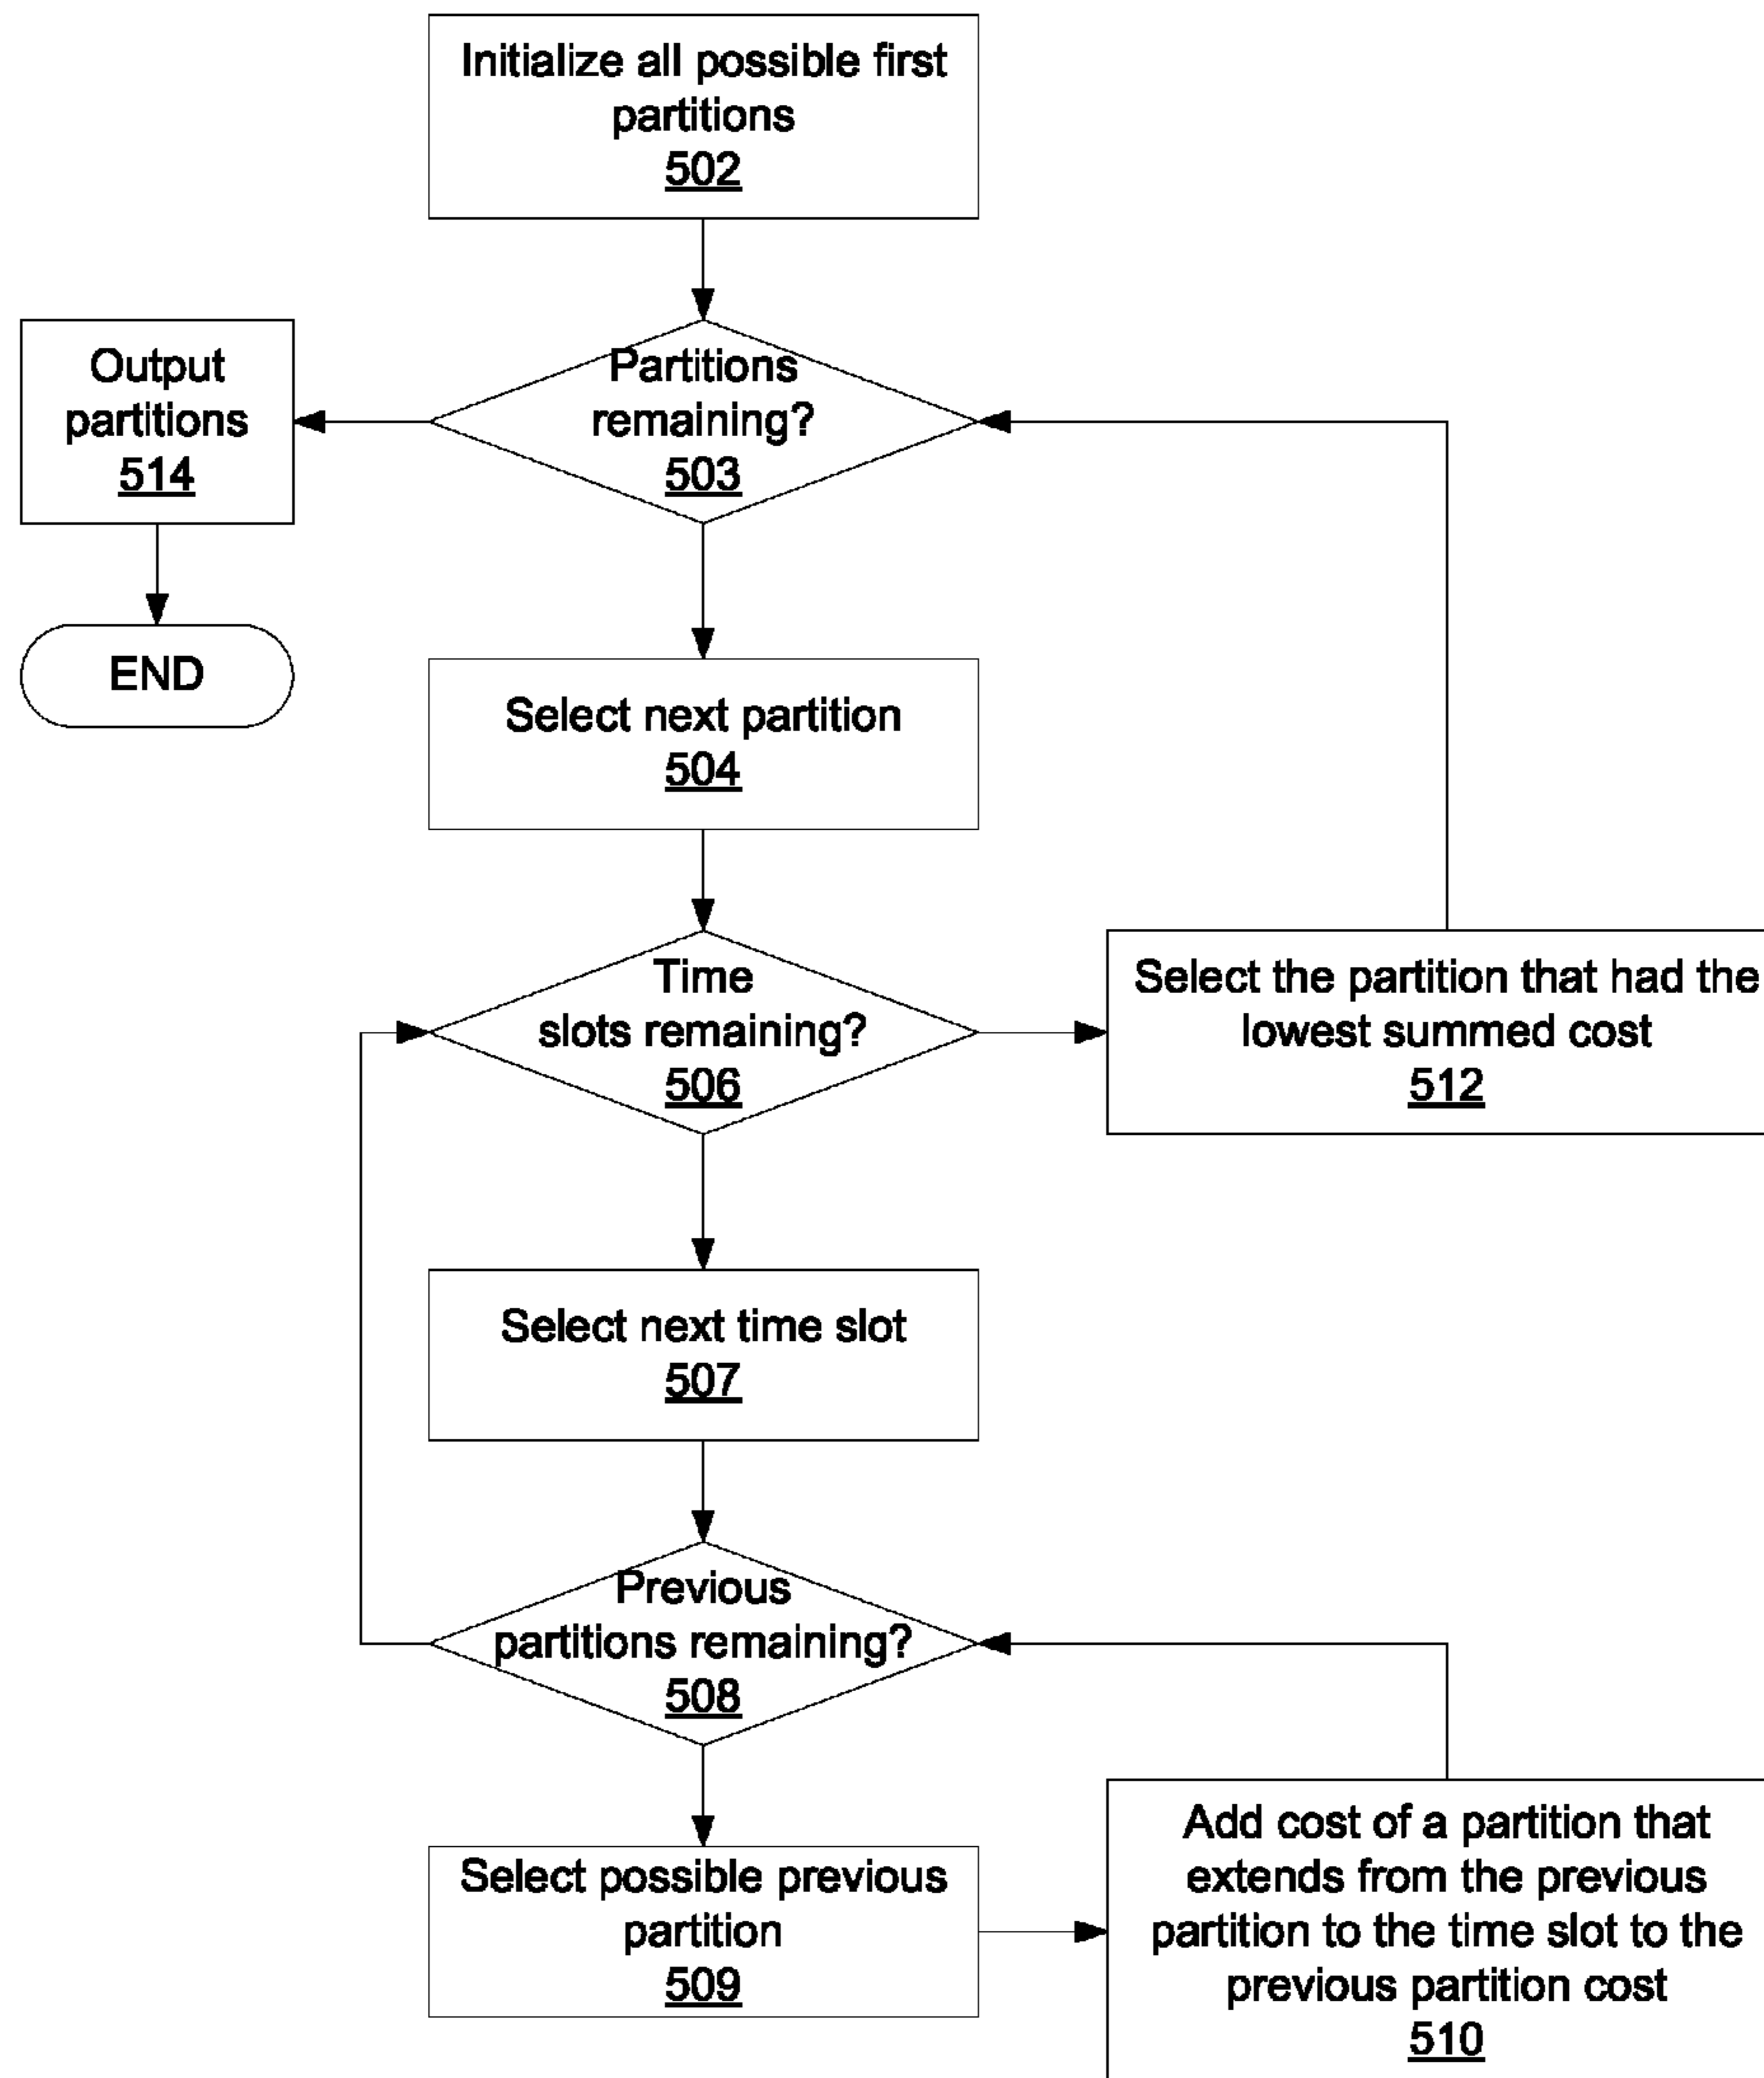 Initialize all possible first
partitions
502
Partitions
remaining?
503
Output
partitions
514
END
Select next partition
504
Time
slots remaining?
506
Select the partition that had the
lowest summed cost
512
Select next time slot
507
Previous
partitions remaining?
508
Select possible previous
partition
509
Add cost of a partition that
extends from the previous
partition to the time slot to the
previous partition cost
510